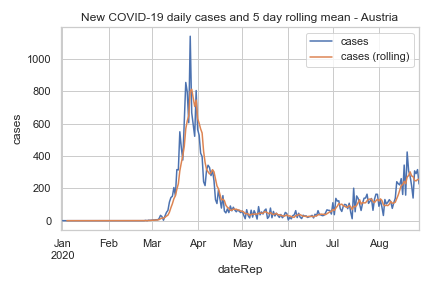 New COVID-19 daily cases and 5 day rolling mean - Austria
cases
cases (rolling)
cases
1000
800
600
400
200
0
Jan Feb Mar Apr May Jun Jul Aug
2020
dateRep